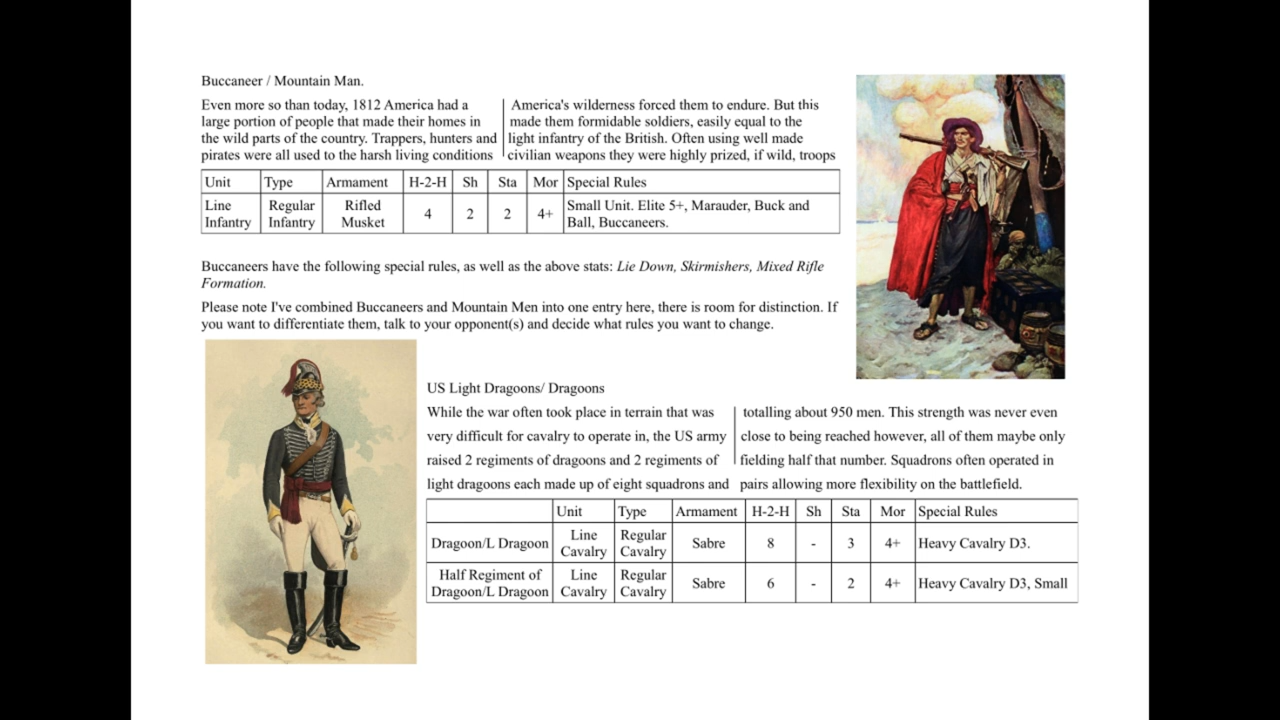 Buccaneer / Mountain Man.
Even more so than today, 1812 America had a
large portion of people that made their homes in
the wild parts of the country. Trappers, hunters and
pirates were all used to the harsh living conditions
America's wilderness forced them to endure. But this
made them formidable soldiers, easily equal to the
light infantry of the British. Often using well made
civilian weapons they were highly prized, if wild, troops
Unit Type Armament H-2-H Sh Sta Mor Special Rules
Line Infantry Regular Infantry Rifled Musket 4 2 2 4+ Small Unit. Elite 5+, Marauder, Buck and Ball, Buccaneers.
Buccaneers have the following special rules, as well as the above stats: Lie Down, Skirmishers, Mixed Rifle
Formation.
Please note I've combined Buccaneers and Mountain Men into one entry here, there is room for distinction. If
you want to differentiate them, talk to your opponent(s) and decide what rules you want to change.
US Light Dragoons/ Dragoons
While the war often took place in terrain that was
very difficult for cavalry to operate in, the US army
raised 2 regiments of dragoons and 2 regiments of
light dragoons each made up of eight squadrons and
totalling about 950 men. This strength was never even
close to being reached however, all of them maybe only
fielding half that number. Squadrons often operated in
pairs allowing more flexibility on the battlefield.
Unit Type Armament H-2-H Sh Sta Mor Special Rules
Dragoon/L Dragoon Line Cavalry Regular Cavalry Sabre 8 - 3 4+ Heavy Cavalry D3.
Half Regiment of Dragoon/L Dragoon Line Cavalry Regular Cavalry Sabre 6 - 2 4+ Heavy Cavalry D3, Small